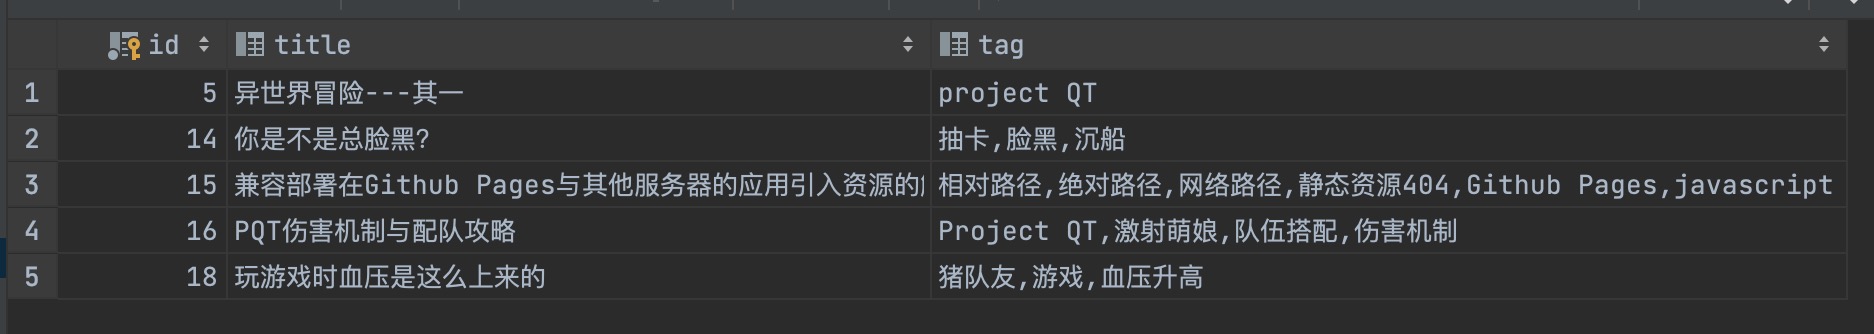 id title tag
1 5 异世界冒险---其一 project QT
2 14 你是不是总脸黑? 抽卡,脸黑,沉船
3 15 兼容部署在Github Pages与其他服务器的应用引入资源的 相对路径,绝对路径,网络路径,静态资源404,Github Pages,javascript
4 16 PQT伤害机制与配队攻略 Project QT,激射萌娘,队伍搭配,伤害机制
5 18 玩游戏时血压是这么上来的 猪队友,游戏,血压升高